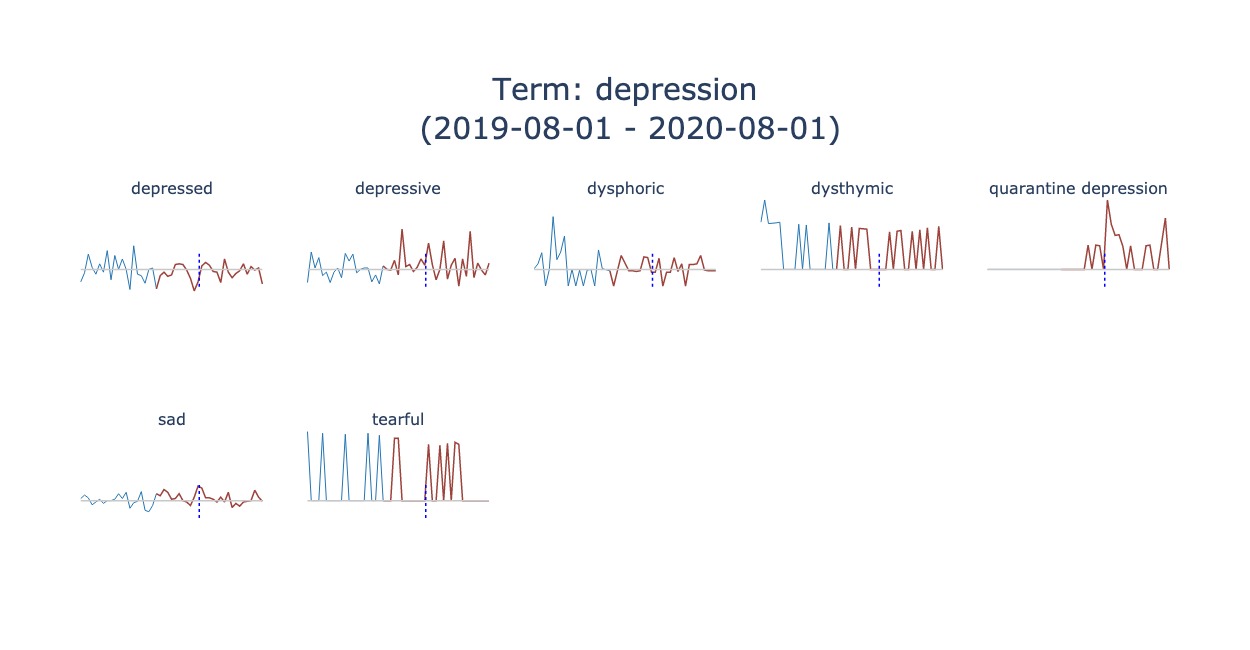 Term: depression
(2019-08-01 - 2020-08-01)
depressed
depressive
dysphoric
dysthymic
quarantine depression
sad
tearful